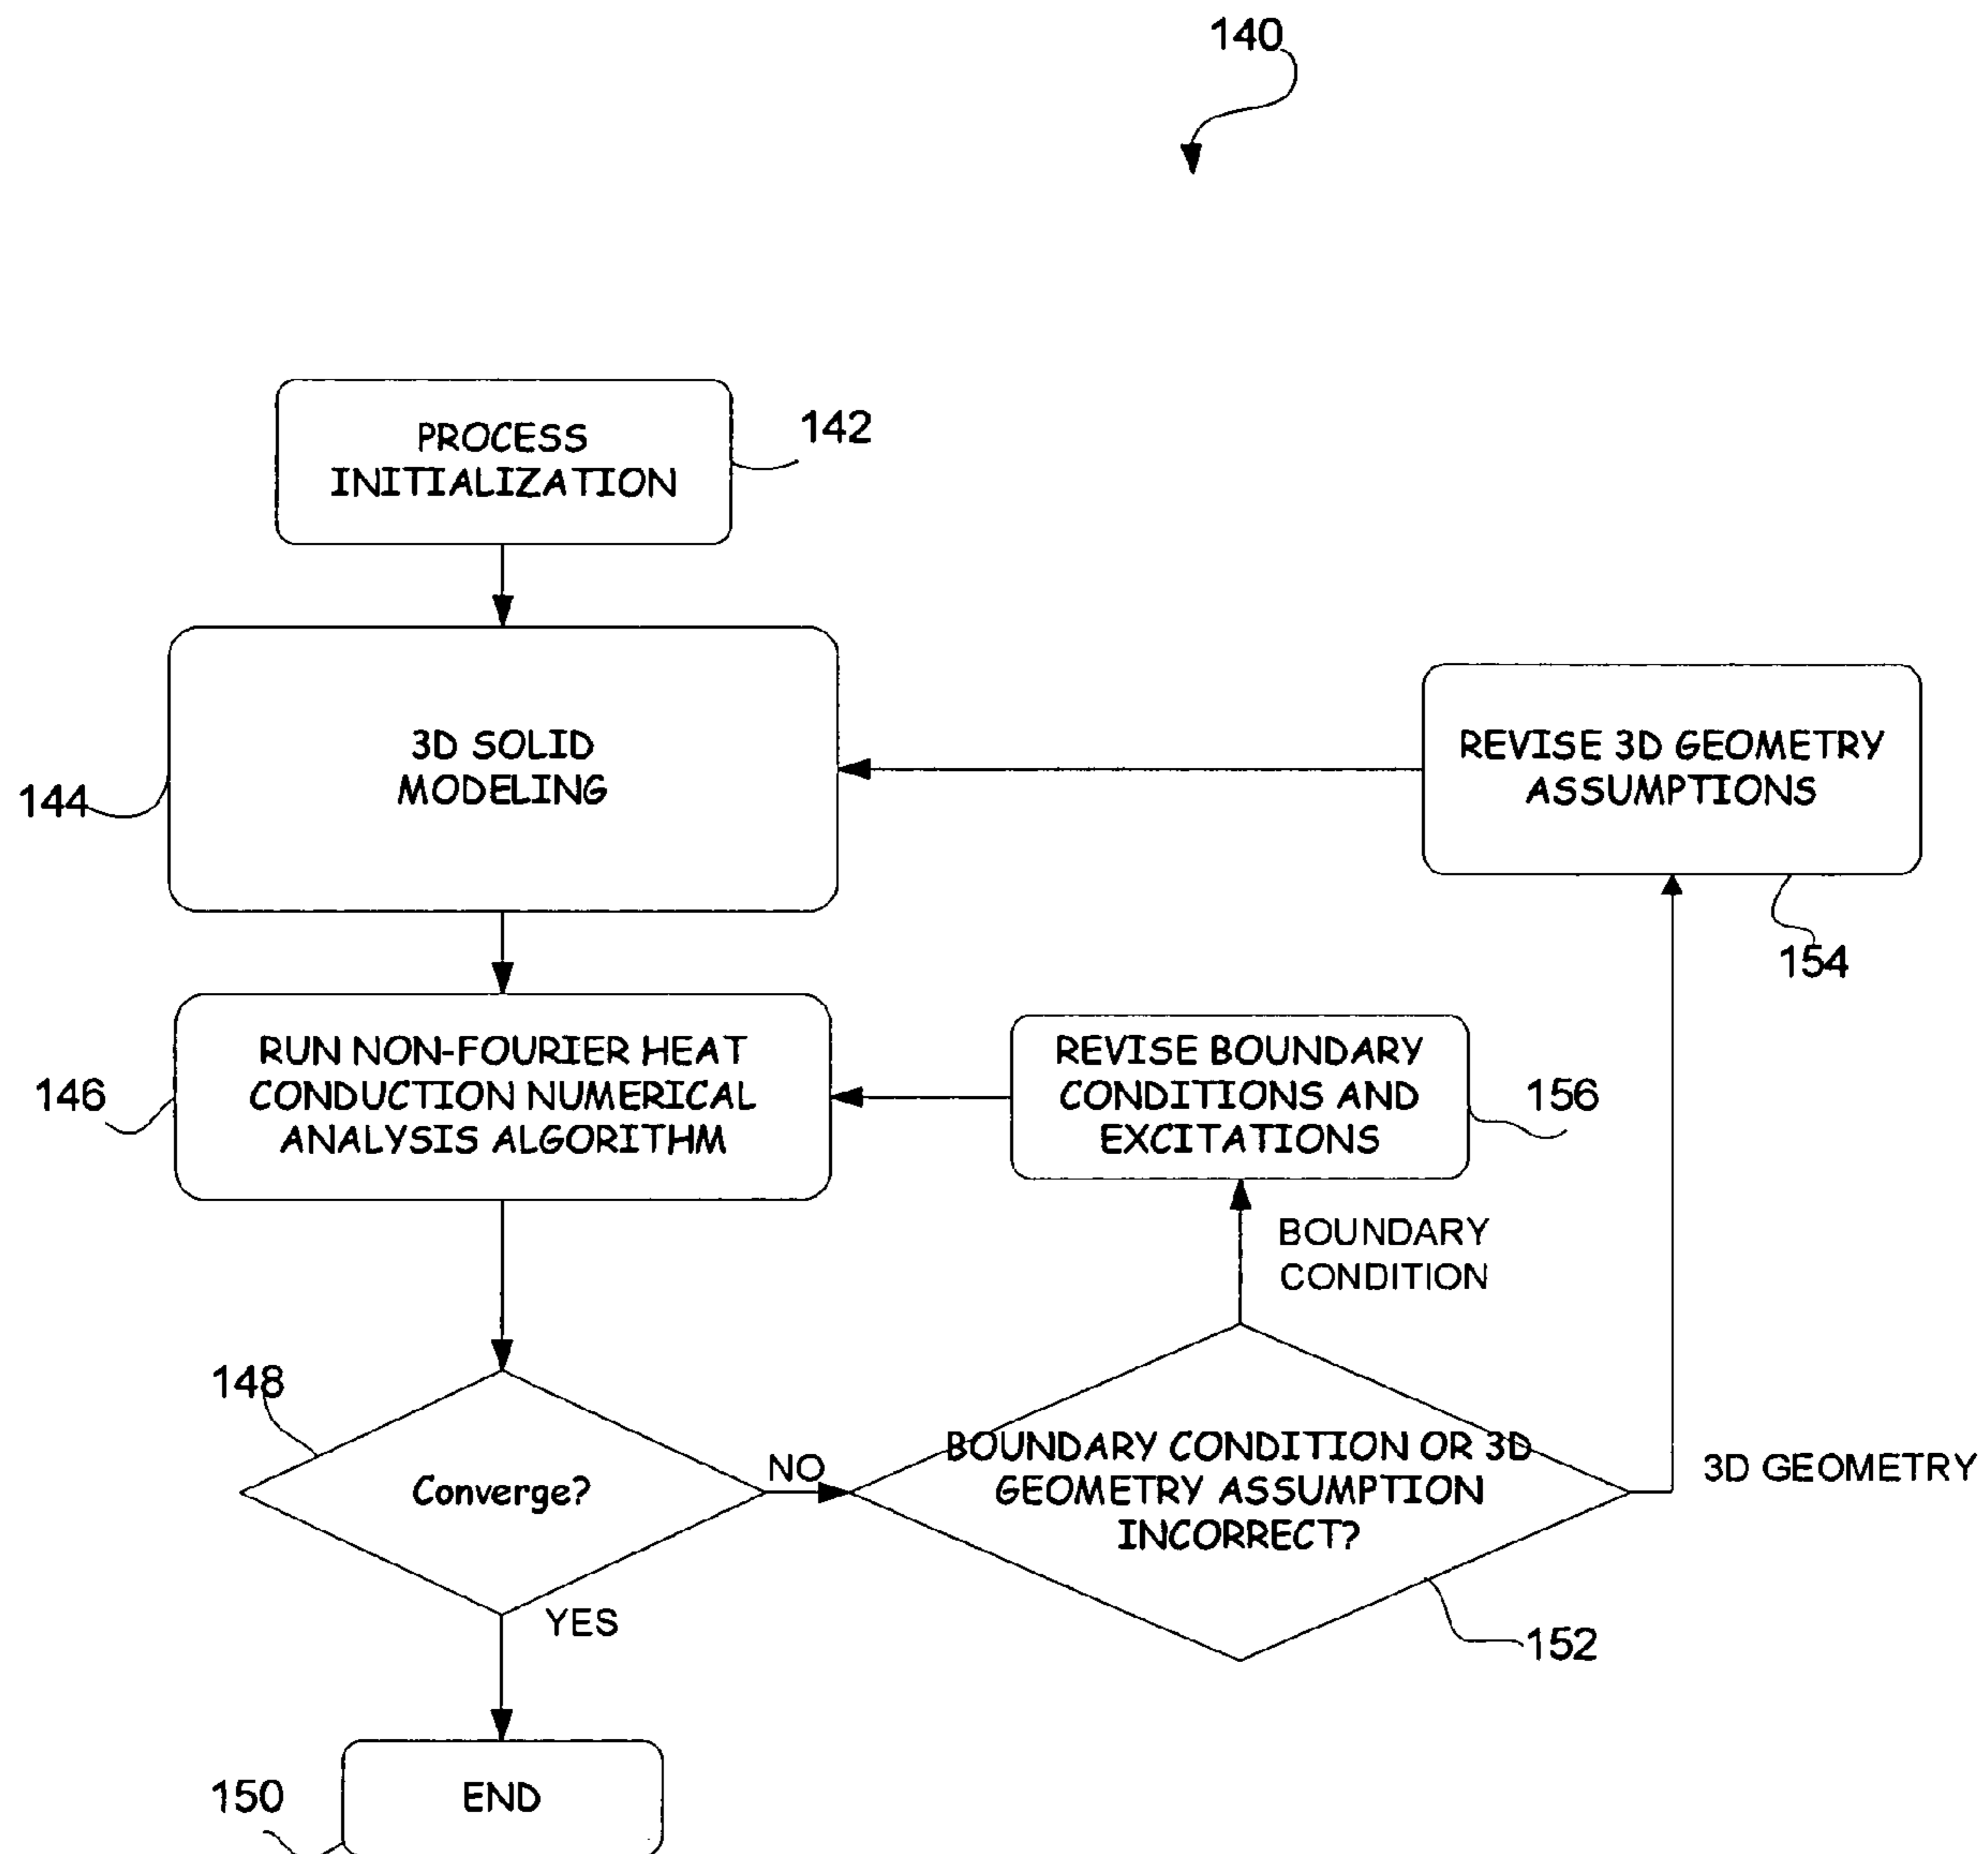 140
PROCESS
INITIALIZATION
142
3D SOLID
MODELING
144
REVISE 3D GEOMETRY
ASSUMPTIONS
154
RUN NON-FOURIER HEAT
CONDUCTION NUMERICAL
ANALYSIS ALGORITHM
146
REVISE BOUNDARY
CONDITIONS AND
EXCITATIONS
156
BOUNDARY
CONDITION
148
Converge?
NO
BOUNDARY CONDITION OR 3D
GEOMETRY ASSUMPTION
INCORRECT?
3D GEOMETRY
YES
152
150
END